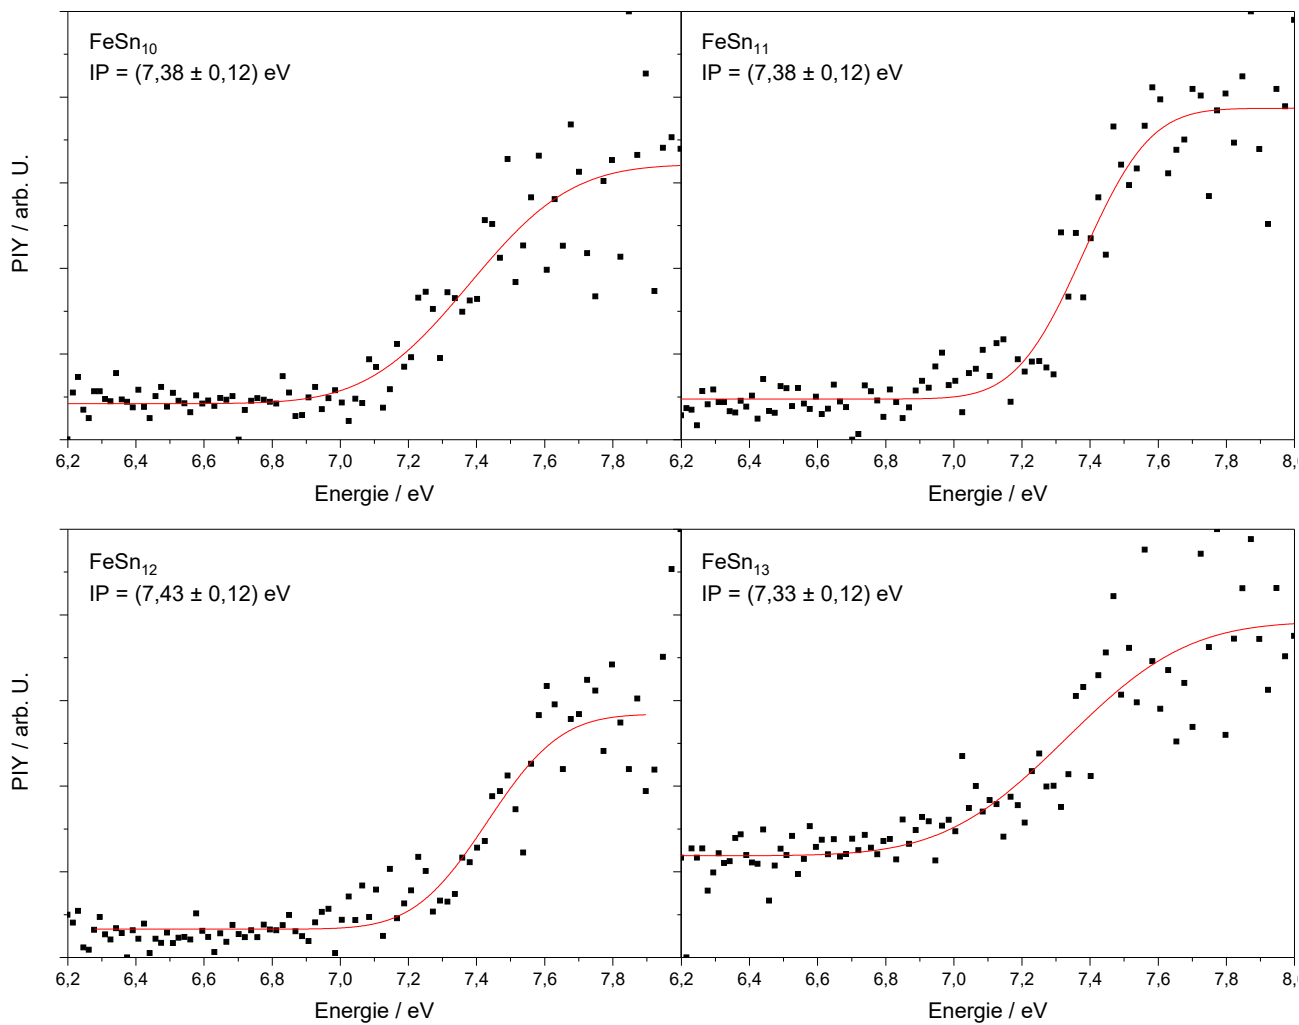 FeSn₁₀
IP = (7,38 ± 0,12) eV
PIY / arb. U.
6,2 6,4 6,6 6,8 7,0 7,2 7,4 7,6 7,8
Energie / eV
FeSn₁₁
IP = (7,38 ± 0,12) eV
6,2 6,4 6,6 6,8 7,0 7,2 7,4 7,6 7,8 8,
Energie / eV
FeSn₁₂
IP = (7,43 ± 0,12) eV
PIY / arb. U.
6,2 6,4 6,6 6,8 7,0 7,2 7,4 7,6 7,8
Energie / eV
FeSn₁₃
IP = (7,33 ± 0,12) eV
6,2 6,4 6,6 6,8 7,0 7,2 7,4 7,6 7,8 8,
Energie / eV